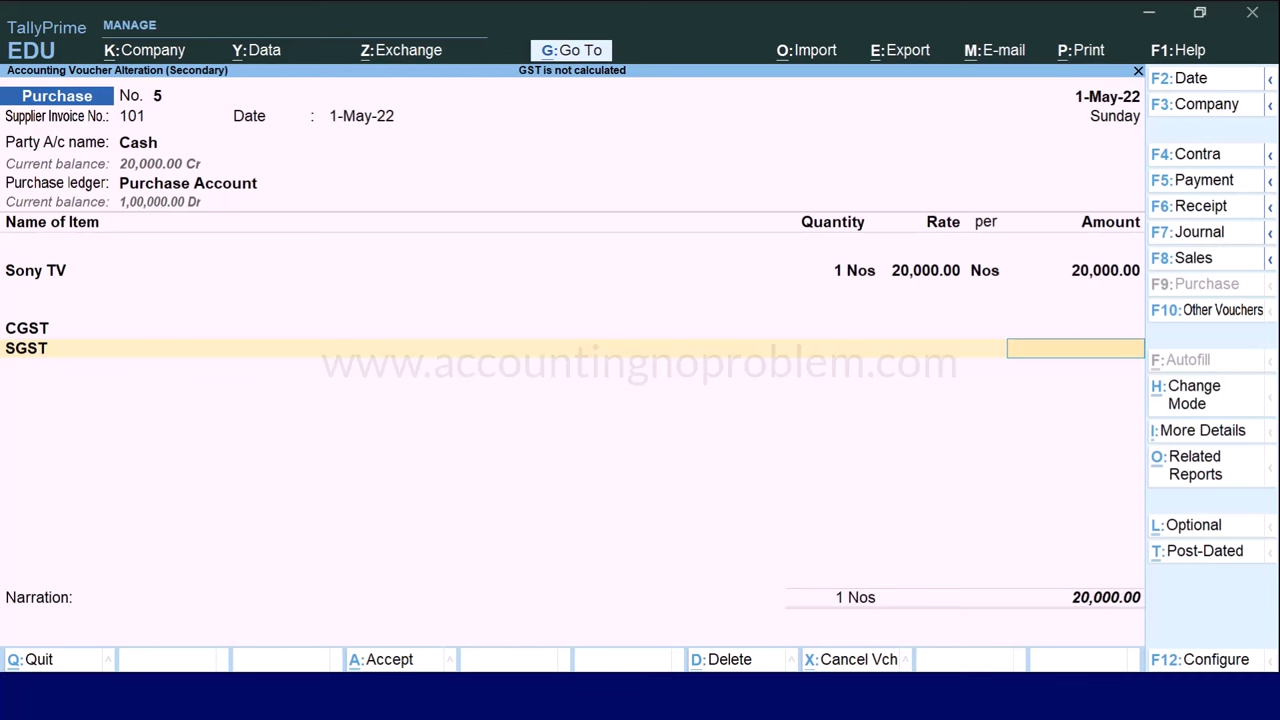 TallyPrime MANAGE
EDU K:Company Y:Data Z:Exchange G:Go To O:Import E:Export M:E-mail P:Print F1:Help
Accounting Voucher Alteration (Secondary) GST is not calculated
Purchase No. 5 1-May-22
Supplier Invoice No.: 101 Date : 1-May-22 Sunday
Party A/c name: Cash
Current balance: 20,000.00 Cr
Purchase ledger: Purchase Account
Current balance: 1,00,000.00 Dr
Name of Item Quantity Rate per Amount
Sony TV 1 Nos 20,000.00 Nos 20,000.00
CGST
SGST
www.accountingnoproblem.com
Narration: 1 Nos 20,000.00
Q:Quit A:Accept D:Delete X:Cancel Vch
F2:Date
F3:Company
F4:Contra
F5:Payment
F6:Receipt
F7:Journal
F8:Sales
F9:Purchase
F10:Other Vouchers
F:Autofill
H:Change
Mode
I:More Details
O:Related
Reports
L:Optional
T:Post-Dated
F12:Configure